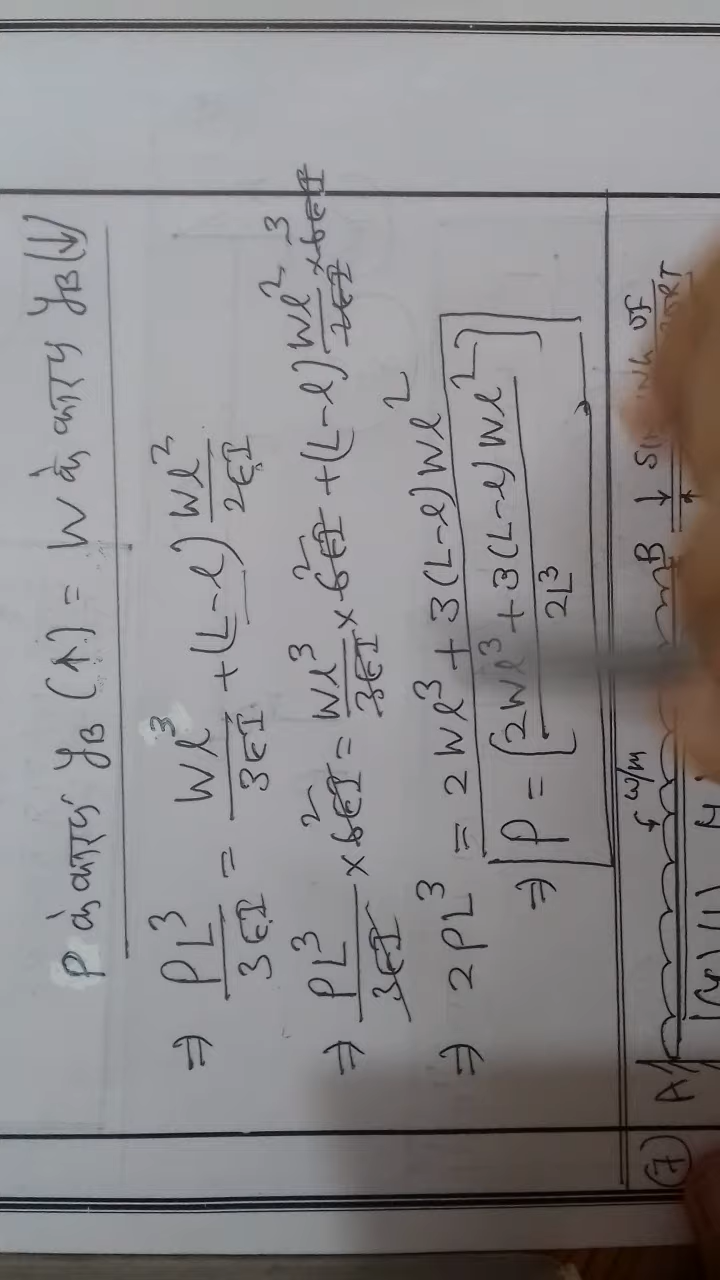 P के कारण y_B (↑) = W के कारण y_B (↓)
⇒ PL³/3EI = Wl³/3EI + (L-l) Wl²/2EI
⇒ PL³/3EI × 6EI = Wl³/3EI × 6EI + (L-l) Wl²/2EI × 6EI
⇒ 2PL³ = 2Wl³ + 3(L-l)Wl²
⇒ P = [2Wl³ + 3(L-l)Wl² / 2L³]
w/m OF
(7) A B ↓